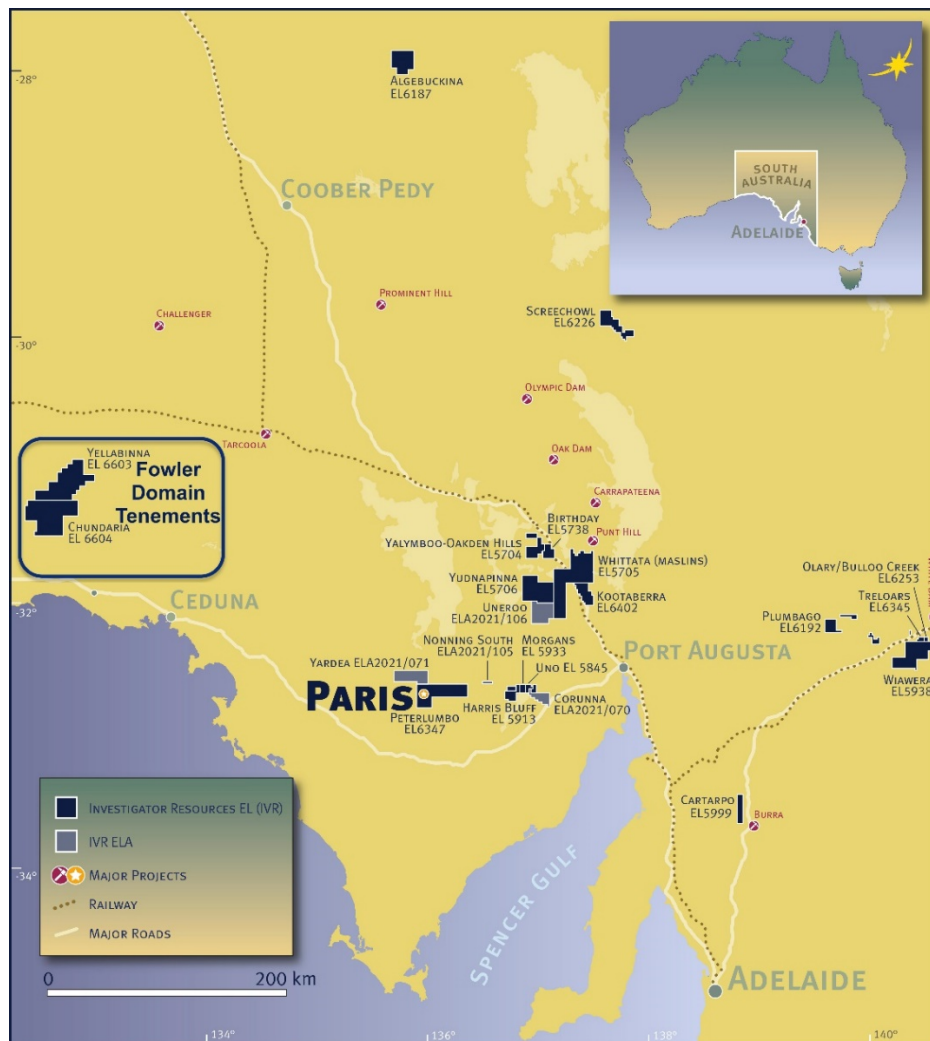 -28°
ALGEBUCKINA
EL6187
SOUTH
AUSTRALIA
ADELAIDE
COOBER PEDY
PROMINENT HILL
CHALLENGER
SCREECHOWL
EL6226
-30°
OLYMPIC DAM
TARCOOLA
OAK DAM
YELLABINNA
EL 6603
Fowler
Domain
Tenements
CHUNDARIA
EL 6604
CARRAPATEENA
BIRTHDAY
EL5738
PUNT HILL
YALYMBOO-OAKDEN HILLS
EL5704
WHITTATA (MASLINS)
EL5705
YUDNAPINNA
EL5706
KOOTABERRA
EL6402
UNEROO
ELA2021/106
OLARY/BULLOO CREEK
EL6253
TRELOARS
EL6345
PLUMBAGO
EL6192
WIAWERA
EL5938
-32°
CEDUNA
NONNING SOUTH
ELA2021/105
MORGANS
EL 5933
PORT AUGUSTA
YARDEA ELA2021/071
UNO EL 5845
PARIS
PETERLUMBO
EL6347
HARRIS BLUFF
EL 5913
CORUNNA
ELA2021/070
CARTARPO
EL5999
BURRA
INVESTIGATOR RESOURCES EL (IVR)
IVR ELA
MAJOR PROJECTS
RAILWAY
MAJOR ROADS
-34°
SPENCER GULF
0 200 km
ADELAIDE
134° 136° 138° 140°